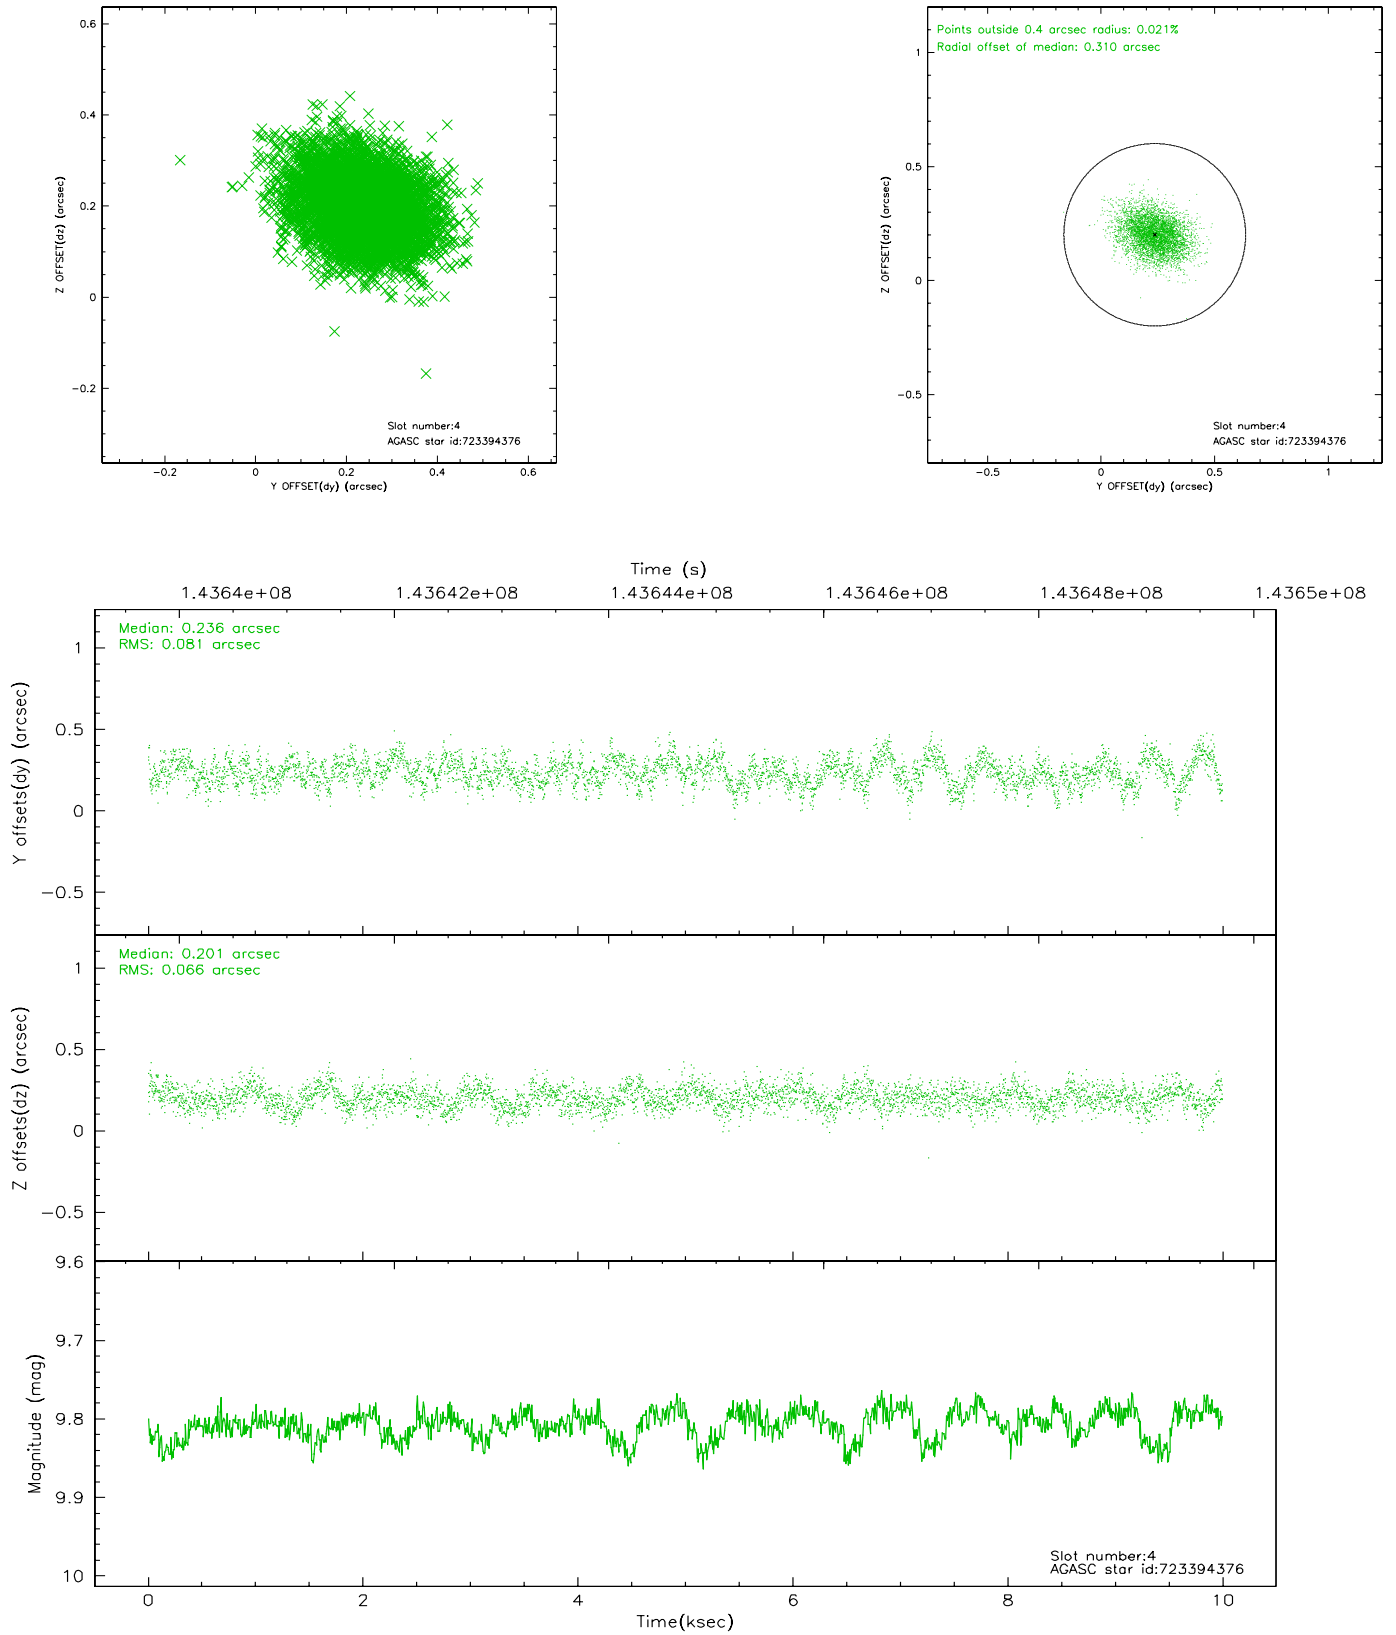 0.6
0.4
0.2
0
−0.2
−0.2
0
0.2
0.4
0.6
Z OFFSET(dz) (arcsec)
Y OFFSET(dy) (arcsec)
Slot number:4
AGASC star id:723394376
Points outside 0.4 arcsec radius: 0.021%
Radial offset of median: 0.310 arcsec
1
0.5
0
−0.5
−0.5
0
0.5
1
Z OFFSET(dz) (arcsec)
Y OFFSET(dy) (arcsec)
Slot number:4
AGASC star id:723394376
Time (s)
1.4364e+08
1.43642e+08
1.43644e+08
1.43646e+08
1.43648e+08
1.4365e+08
Median: 0.236 arcsec
RMS: 0.081 arcsec
1
0.5
0
−0.5
Y offsets(dy) (arcsec)
Median: 0.201 arcsec
RMS: 0.066 arcsec
1
0.5
0
−0.5
Z offsets(dz) (arcsec)
9.6
9.7
9.8
9.9
10
Magnitude (mag)
Slot number:4
AGASC star id:723394376
0
2
4
6
8
10
Time(ksec)